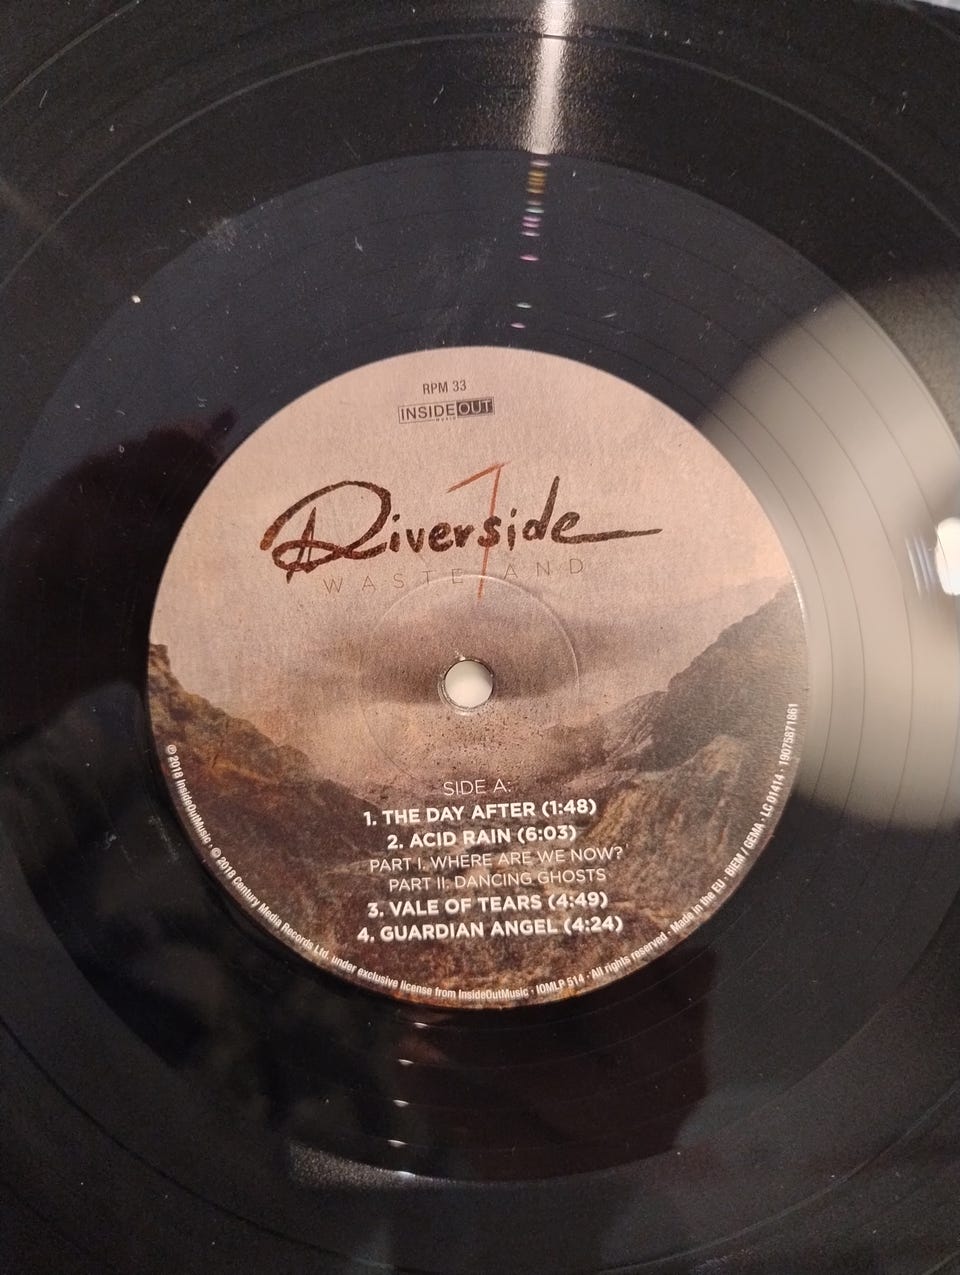 RPM 33
INSIDEOUT
MUSIC
Riverside
7
WASTELAND
SIDE A:
1. THE DAY AFTER (1:48)
2. ACID RAIN (6:03)
PART I. WHERE ARE WE NOW?
PART II. DANCING GHOSTS
3. VALE OF TEARS (4:49)
4. GUARDIAN ANGEL (4:24)
℗ 2018 InsideOutMusic · © 2018 Century Media Records Ltd. under exclusive license from InsideOutMusic · IOMLP 514 · All rights reserved · Made in the EU · BIEM / GEMA · LC 01414 · 19075871861